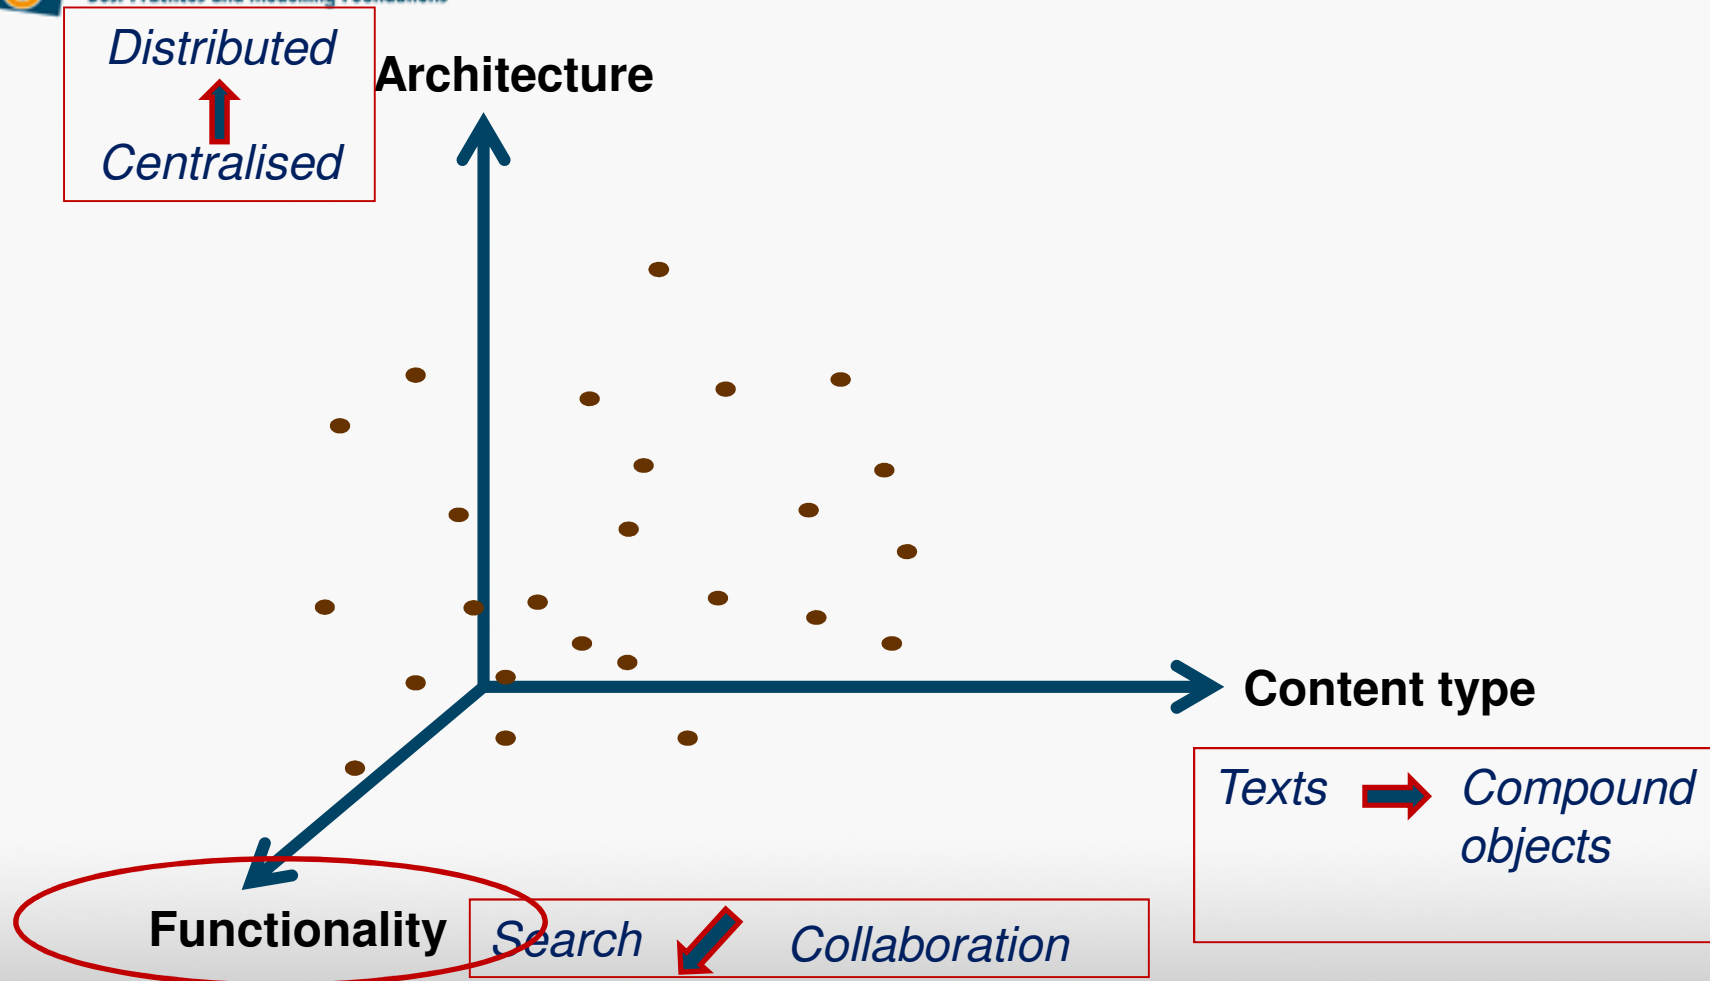 Distributed
Architecture
Centralised
Content type
Texts
Compound
objects
Functionality
Search
Collaboration